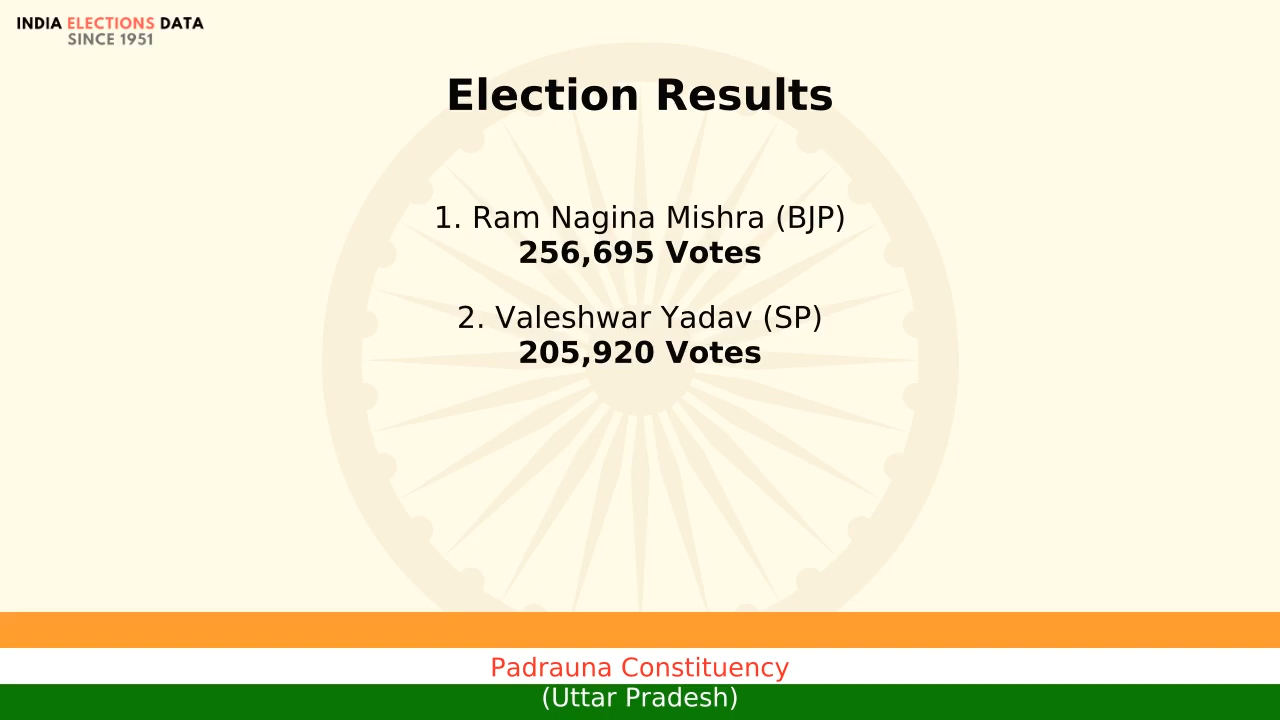 INDIA ELECTIONS DATA
SINCE 1951
Election Results
1. Ram Nagina Mishra (BJP)
256,695 Votes
2. Valeshwar Yadav (SP)
205,920 Votes
Padrauna Constituency
(Uttar Pradesh)